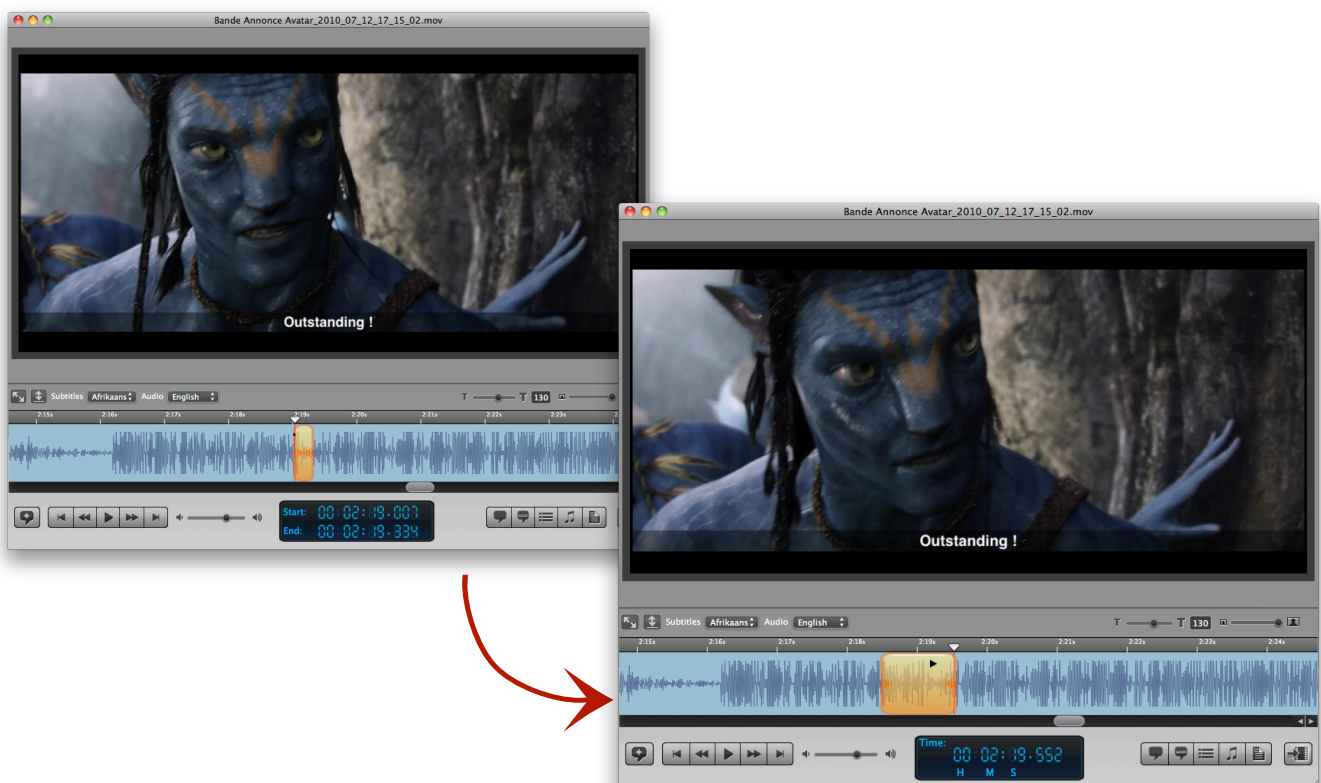 Bande Annonce Avatar_2010_07_12_17_15_02.mov
Outstanding !
Subtitles Afrikaans Audio English T T 130
2:15s 2:16s 2:17s 2:18s 2:19s 2:20s 2:21s 2:22s 2:23s 2
Start: 00:02:19.007
End: 00:02:19.334
Bande Annonce Avatar_2010_07_12_17_15_02.mov
Outstanding !
Subtitles Afrikaans Audio English T T 130
2:15s 2:16s 2:17s 2:18s 2:19s 2:20s 2:21s 2:22s 2:23s 2:24s
Time: 00:02:19.552
H M S